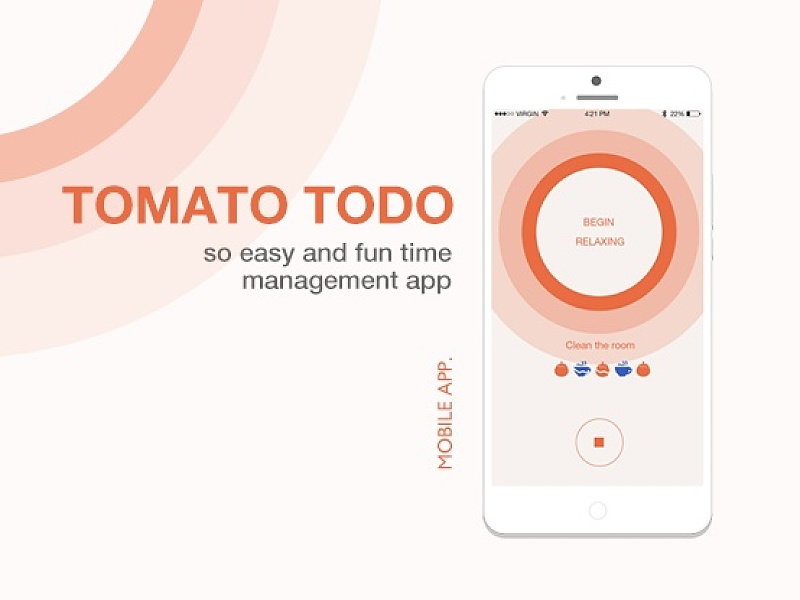 TOMATO TODO
so easy and fun time
management app
MOBILE APP.
VIRGIN 4:21 PM 22%
BEGIN
RELAXING
Clean the room